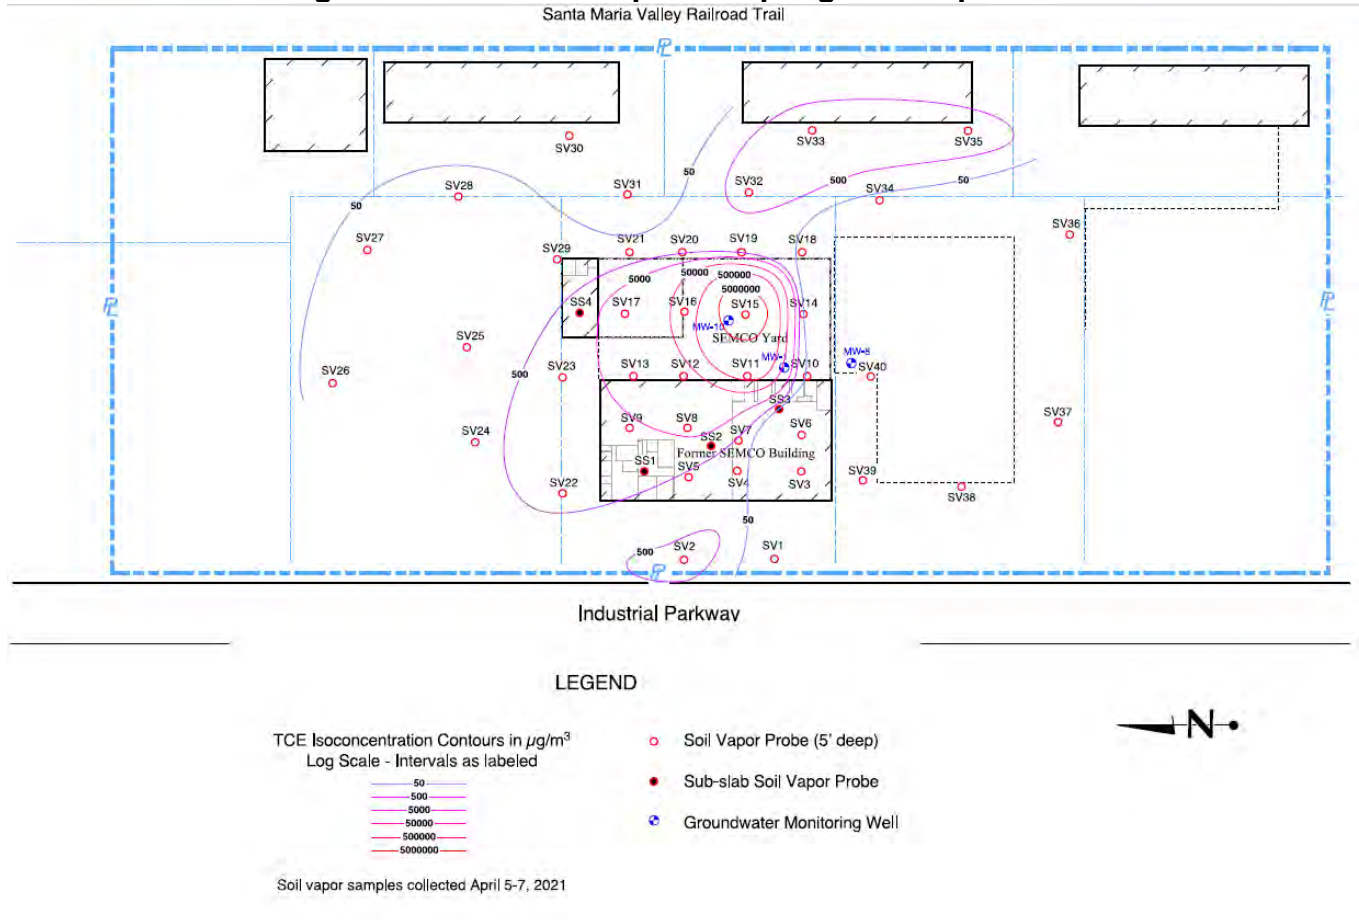 Santa Maria Valley Railroad Trail
PL
SV30
SV33
SV35
50
SV28
SV31
SV32
500
50
SV34
50
SV27
SV36
SV29
SV21
SV20
SV19
SV18
5000
50000
500000
5000000
PL
PL
SS4
SV17
SV16
SV15
SV14
MW-10
SEMCO Yard
SV25
SV26
500
SV23
SV13
SV12
SV11
SV10
SV40
SS3
SV9
SV8
SV7
SV6
SV37
SV24
SS2
SS1
Former SEMCO Building
SV5
SV4
SV3
SV22
SV39
SV38
50
500
SV2
SV1
PL
Industrial Parkway
LEGEND
TCE Isoconcentration Contours in µg/m³
Log Scale - Intervals as labeled
50
500
5000
50000
500000
5000000
Soil Vapor Probe (5' deep)
Sub-slab Soil Vapor Probe
Groundwater Monitoring Well
N
Soil vapor samples collected April 5-7, 2021